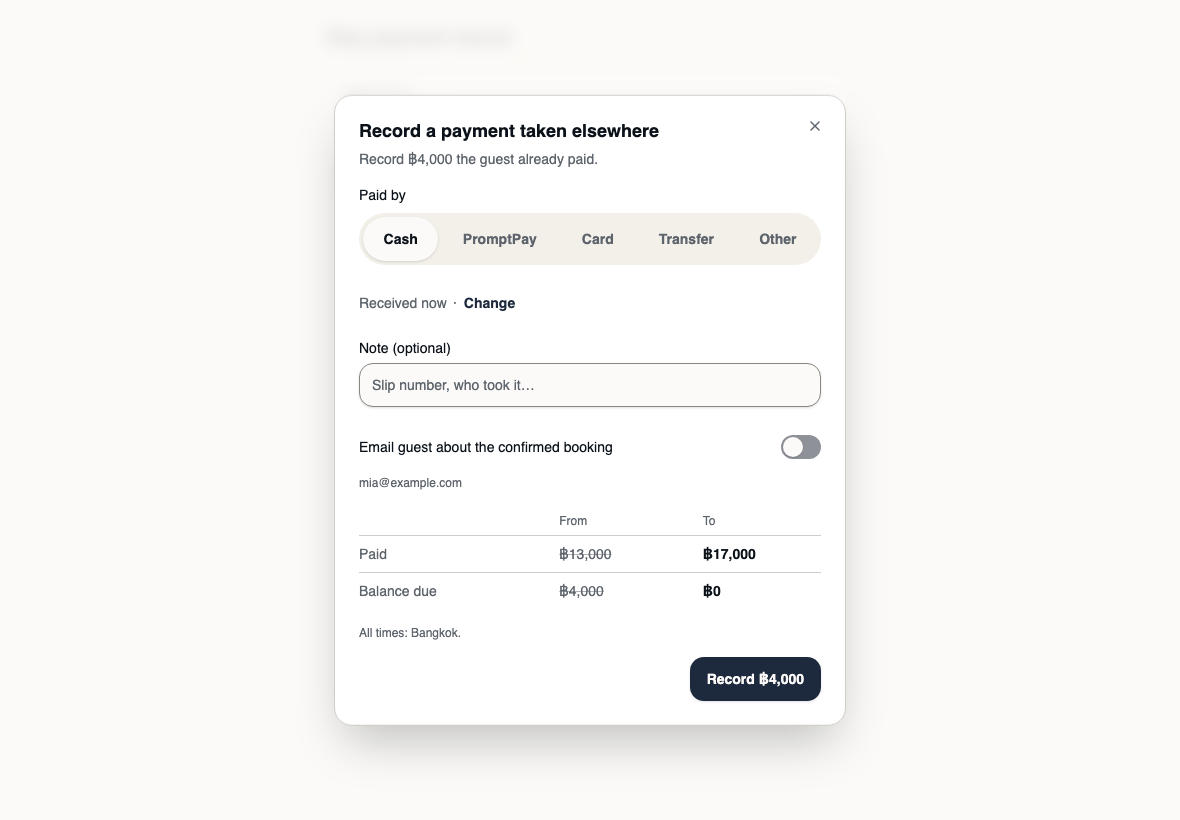 Record a payment taken elsewhere
Record ฿4,000 the guest already paid.
Paid by
Cash PromptPay Card Transfer Other
Received now · Change
Note (optional)
Slip number, who took it…
Email guest about the confirmed booking
mia@example.com
From To
Paid ฿13,000 ฿17,000
Balance due ฿4,000 ฿0
All times: Bangkok.
Record ฿4,000